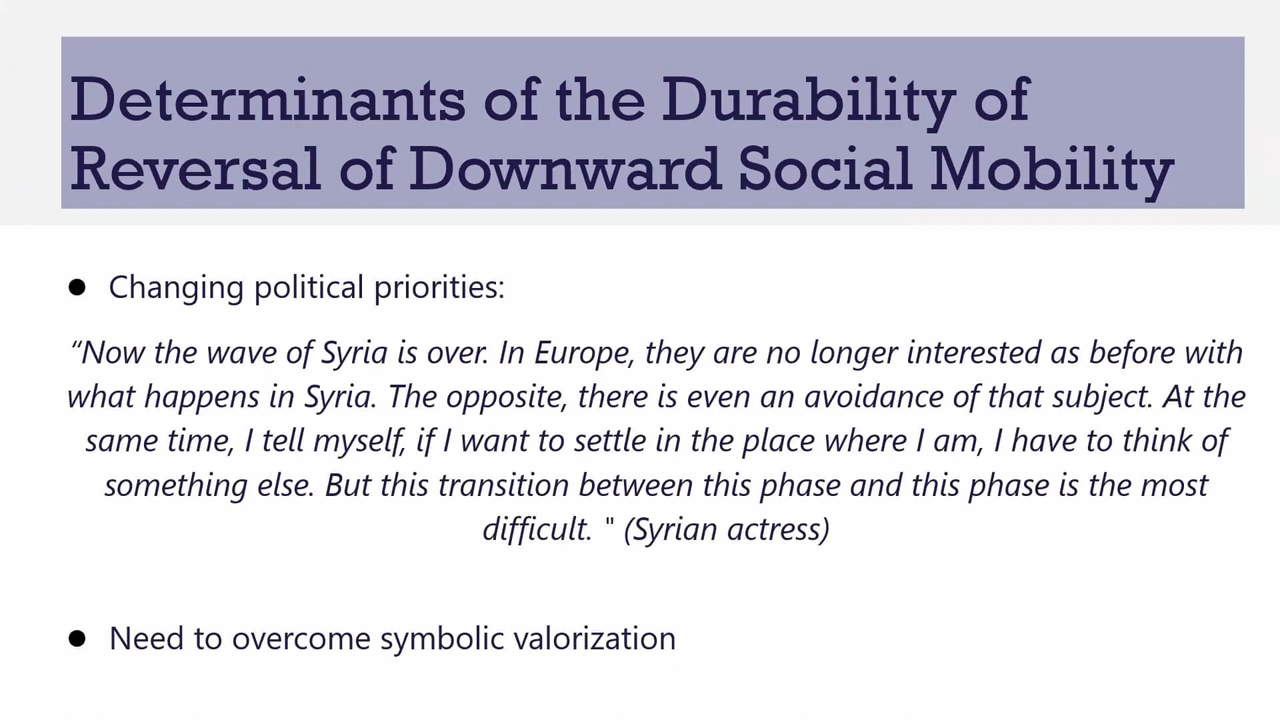 Determinants of the Durability of
Reversal of Downward Social Mobility
● Changing political priorities:
“Now the wave of Syria is over. In Europe, they are no longer interested as before with
what happens in Syria. The opposite, there is even an avoidance of that subject. At the
same time, I tell myself, if I want to settle in the place where I am, I have to think of
something else. But this transition between this phase and this phase is the most
difficult. " (Syrian actress)
● Need to overcome symbolic valorization